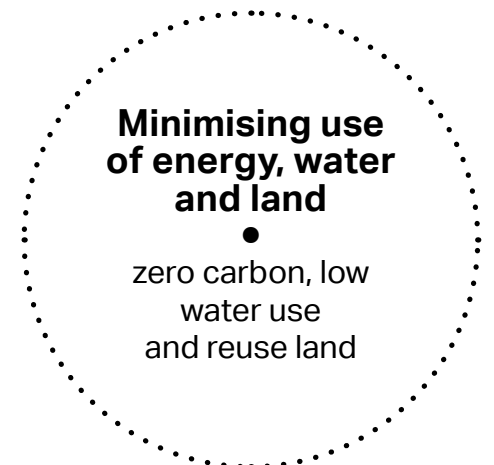 Minimising use
of energy, water
and land
•
zero carbon, low
water use
and reuse land